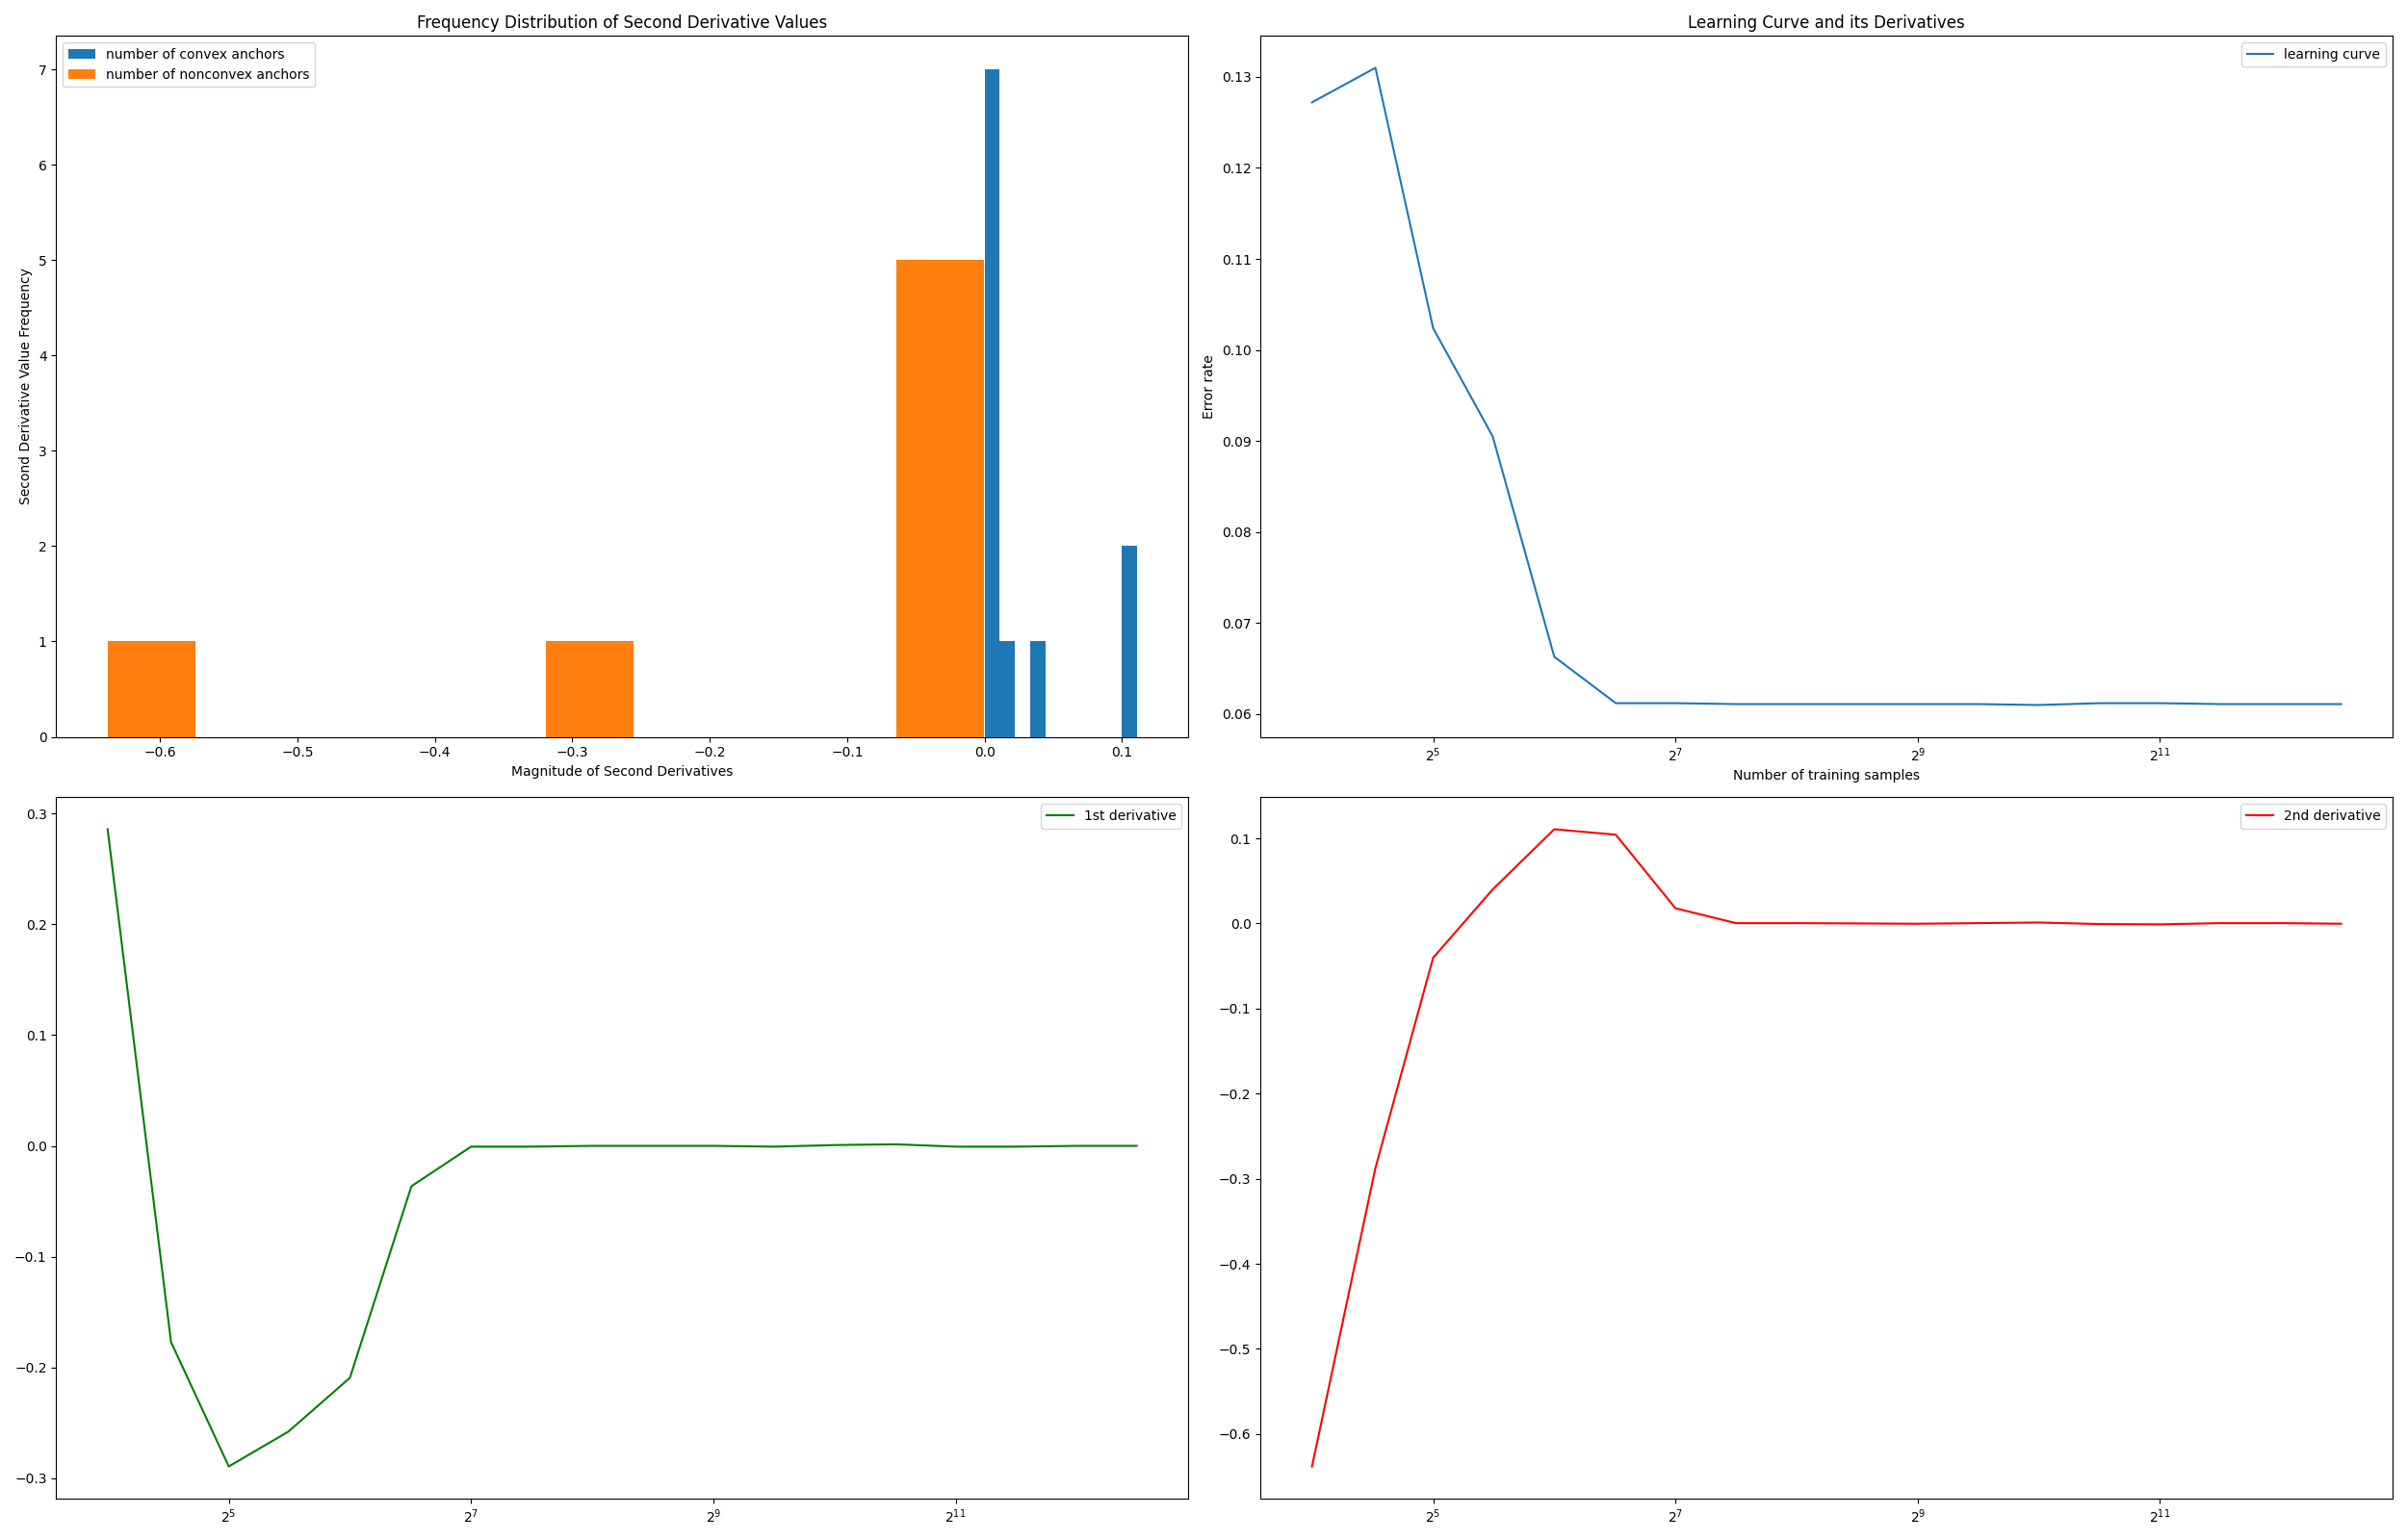 Frequency Distribution of Second Derivative Values
number of convex anchors
number of nonconvex anchors
7
6
5
4
3
2
1
0
Second Derivative Value Frequency
−0.6 −0.5 −0.4 −0.3 −0.2 −0.1 0.0 0.1
Magnitude of Second Derivatives
Learning Curve and its Derivatives
learning curve
0.13
0.12
0.11
0.10
0.09
0.08
0.07
0.06
Error rate
2^5 2^7 2^9 2^11
Number of training samples
1st derivative
0.3
0.2
0.1
0.0
−0.1
−0.2
−0.3
2^5 2^7 2^9 2^11
2nd derivative
0.1
0.0
−0.1
−0.2
−0.3
−0.4
−0.5
−0.6
2^5 2^7 2^9 2^11